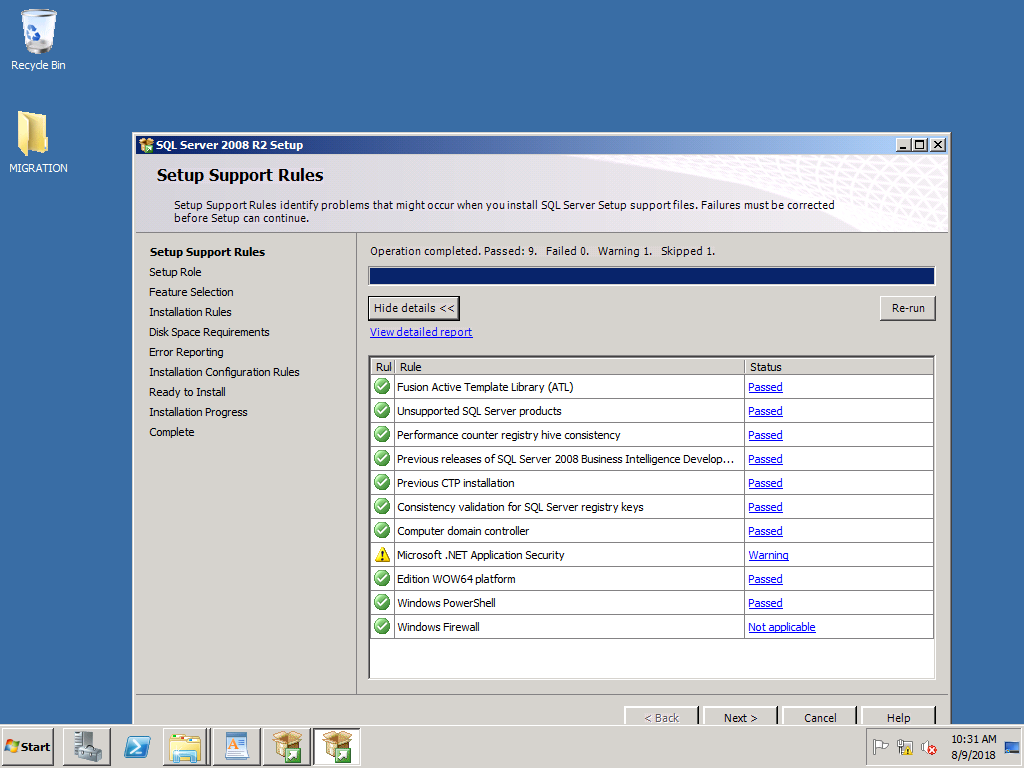 Recycle Bin
MIGRATION
SQL Server 2008 R2 Setup
Setup Support Rules
Setup Support Rules identify problems that might occur when you install SQL Server Setup support files. Failures must be corrected
before Setup can continue.
Setup Support Rules
Setup Role
Feature Selection
Installation Rules
Disk Space Requirements
Error Reporting
Installation Configuration Rules
Ready to Install
Installation Progress
Complete
Operation completed. Passed: 9. Failed 0. Warning 1. Skipped 1.
Hide details <<
Re-run
View detailed report
Rul Rule Status
Fusion Active Template Library (ATL) Passed
Unsupported SQL Server products Passed
Performance counter registry hive consistency Passed
Previous releases of SQL Server 2008 Business Intelligence Develop... Passed
Previous CTP installation Passed
Consistency validation for SQL Server registry keys Passed
Computer domain controller Passed
Microsoft .NET Application Security Warning
Edition WOW64 platform Passed
Windows PowerShell Passed
Windows Firewall Not applicable
< Back Next > Cancel Help
Start
10:31 AM
8/9/2018